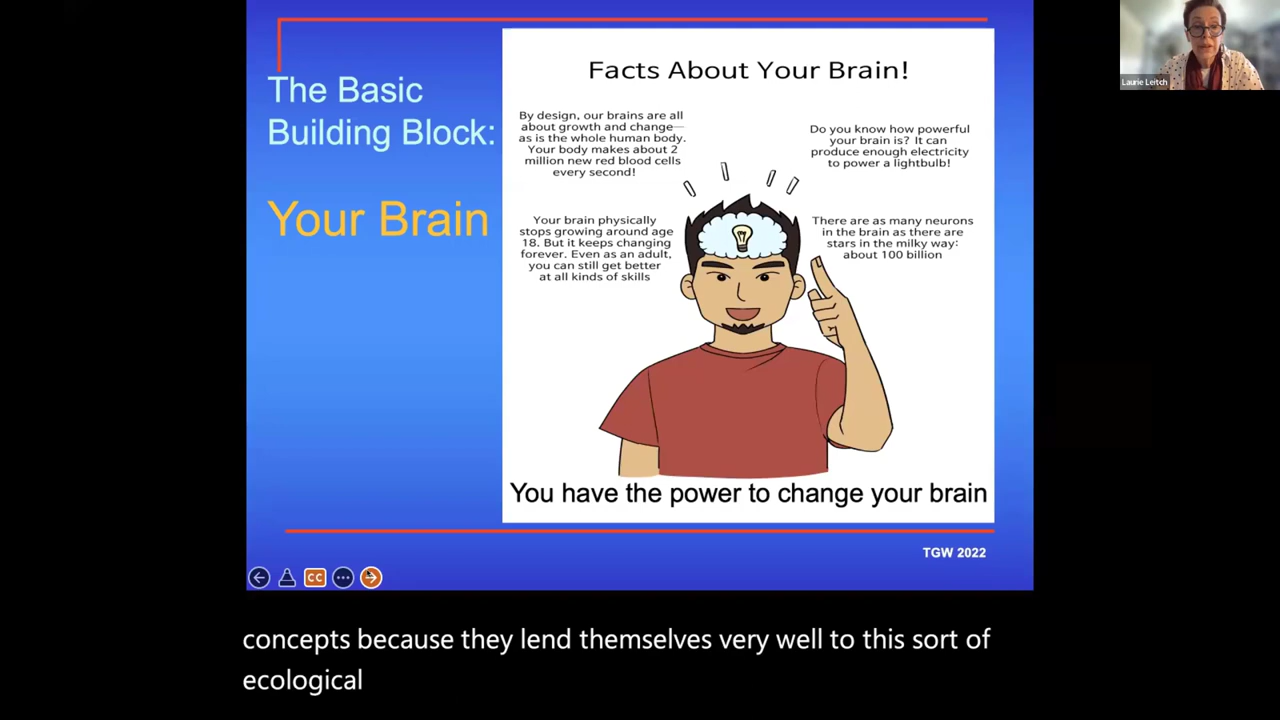 The Basic
Building Block:
Your Brain
Facts About Your Brain!
By design, our brains are all
about growth and change—
as is the whole human body.
Your body makes about 2
million new red blood cells
every second!
Do you know how powerful
your brain is? It can
produce enough electricity
to power a lightbulb!
Your brain physically
stops growing around age
18. But it keeps changing
forever. Even as an adult,
you can still get better
at all kinds of skills
There are as many neurons
in the brain as there are
stars in the milky way:
about 100 billion
You have the power to change your brain
TGW 2022
CC
Laurie Leitch
concepts because they lend themselves very well to this sort of
ecological